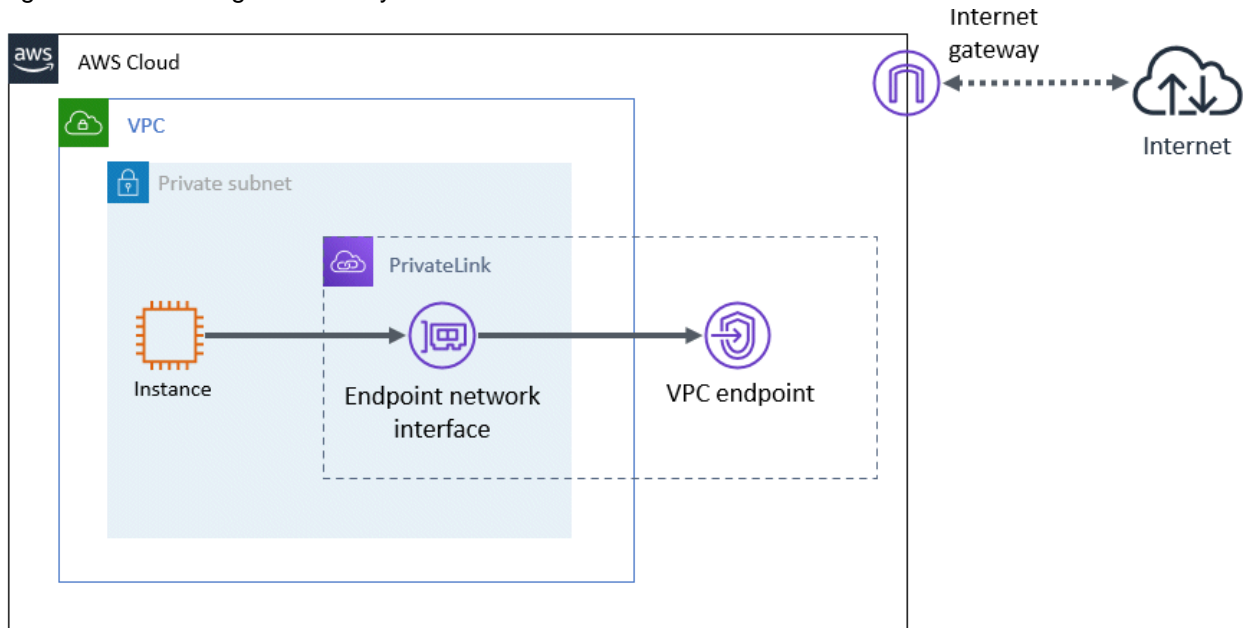 Internet
gateway
aws
AWS Cloud
VPC
Internet
Private subnet
PrivateLink
Instance
Endpoint network
interface
VPC endpoint